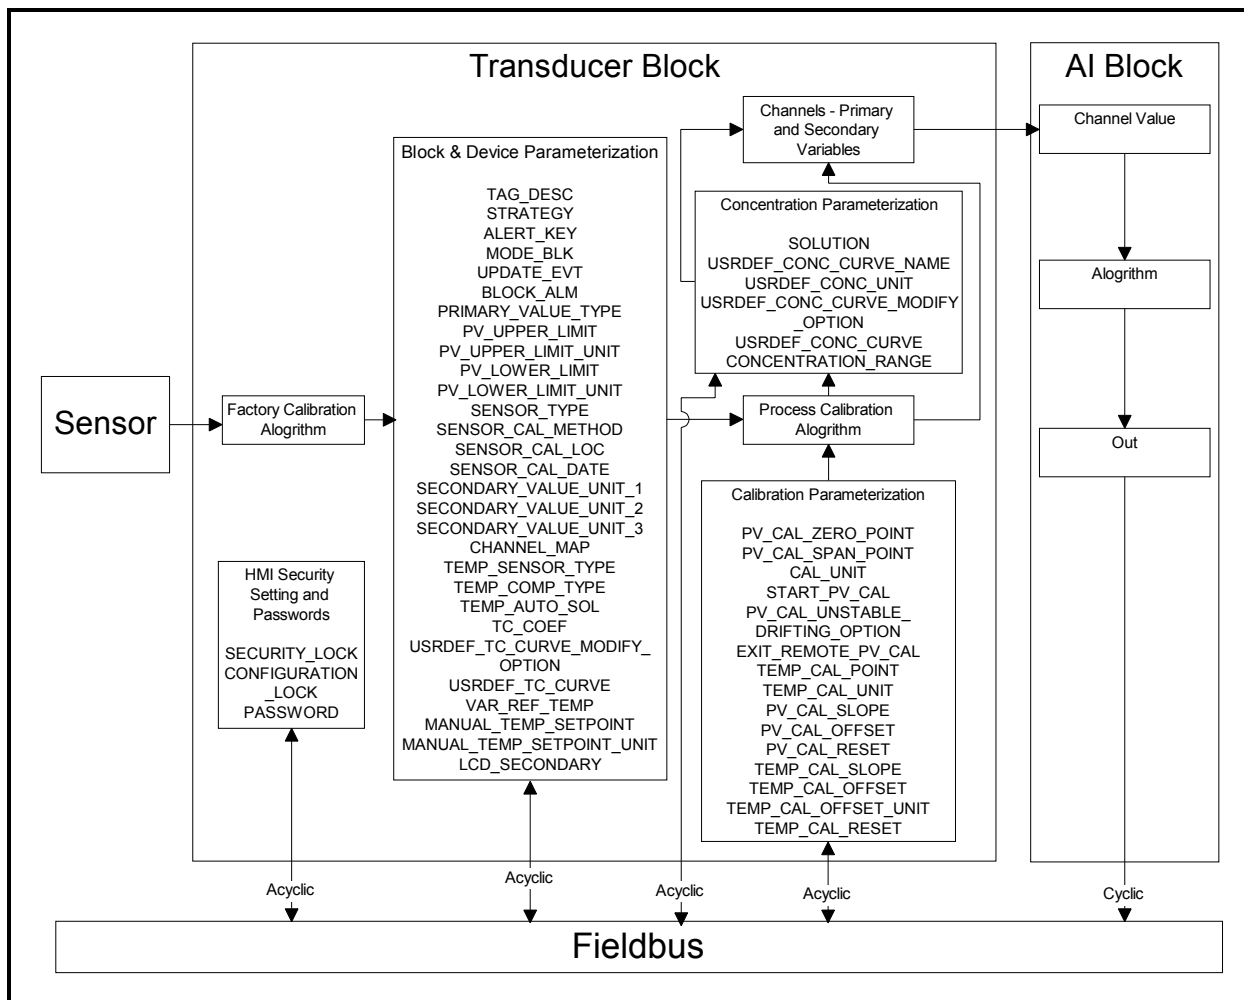 Transducer Block
AI Block
Channels - Primary
and Secondary
Variables
Channel Value
Block & Device Parameterization
TAG_DESC
STRATEGY
ALERT_KEY
MODE_BLK
UPDATE_EVT
BLOCK_ALM
PRIMARY_VALUE_TYPE
PV_UPPER_LIMIT
PV_UPPER_LIMIT_UNIT
PV_LOWER_LIMIT
PV_LOWER_LIMIT_UNIT
SENSOR_TYPE
SENSOR_CAL_METHOD
SENSOR_CAL_LOC
SENSOR_CAL_DATE
SECONDARY_VALUE_UNIT_1
SECONDARY_VALUE_UNIT_2
SECONDARY_VALUE_UNIT_3
CHANNEL_MAP
TEMP_SENSOR_TYPE
TEMP_COMP_TYPE
TEMP_AUTO_SOL
TC_COEF
USRDEF_TC_CURVE_MODIFY_
OPTION
USRDEF_TC_CURVE
VAR_REF_TEMP
MANUAL_TEMP_SETPOINT
MANUAL_TEMP_SETPOINT_UNIT
LCD_SECONDARY
Concentration Parameterization
SOLUTION
USRDEF_CONC_CURVE_NAME
USRDEF_CONC_UNIT
USRDEF_CONC_CURVE_MODIFY
_OPTION
USRDEF_CONC_CURVE
CONCENTRATION_RANGE
Alogrithm
Sensor
Factory Calibration
Alogrithm
Process Calibration
Alogrithm
Out
Calibration Parameterization
PV_CAL_ZERO_POINT
PV_CAL_SPAN_POINT
CAL_UNIT
START_PV_CAL
PV_CAL_UNSTABLE_
DRIFTING_OPTION
EXIT_REMOTE_PV_CAL
TEMP_CAL_POINT
TEMP_CAL_UNIT
PV_CAL_SLOPE
PV_CAL_OFFSET
PV_CAL_RESET
TEMP_CAL_SLOPE
TEMP_CAL_OFFSET
TEMP_CAL_OFFSET_UNIT
TEMP_CAL_RESET
HMI Security
Setting and
Passwords
SECURITY_LOCK
CONFIGURATION
_LOCK
PASSWORD
Acyclic
Acyclic
Acyclic
Acyclic
Cyclic
Fieldbus